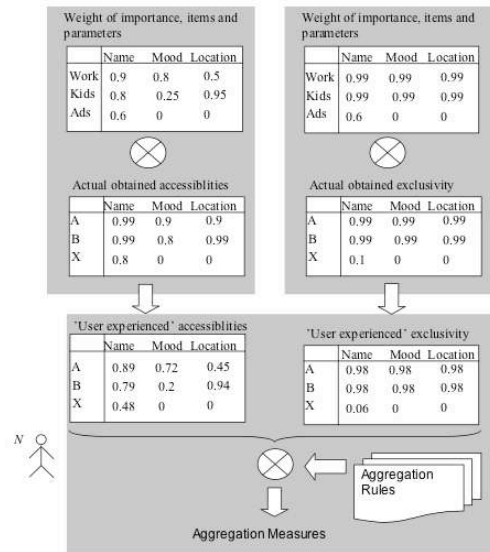 Weight of importance, items and
parameters
Name Mood Location
Work 0.9 0.8 0.5
Kids 0.8 0.25 0.95
Ads 0.6 0 0
Actual obtained accessiblities
Name Mood Location
A 0.99 0.9 0.9
B 0.99 0.8 0.99
X 0.8 0 0
Weight of importance, items and
parameters
Name Mood Location
Work 0.99 0.99 0.99
Kids 0.99 0.99 0.99
Ads 0.6 0 0
Actual obtained exclusivity
Name Mood Location
A 0.99 0.99 0.99
B 0.99 0.99 0.99
X 0.1 0 0
'User experienced' accessiblities
Name Mood Location
A 0.89 0.72 0.45
B 0.79 0.2 0.94
X 0.48 0 0
'User experienced' exclusivity
Name Mood Location
A 0.98 0.98 0.98
B 0.98 0.98 0.98
X 0.06 0 0
N
Aggregation
Rules
Aggregation Measures